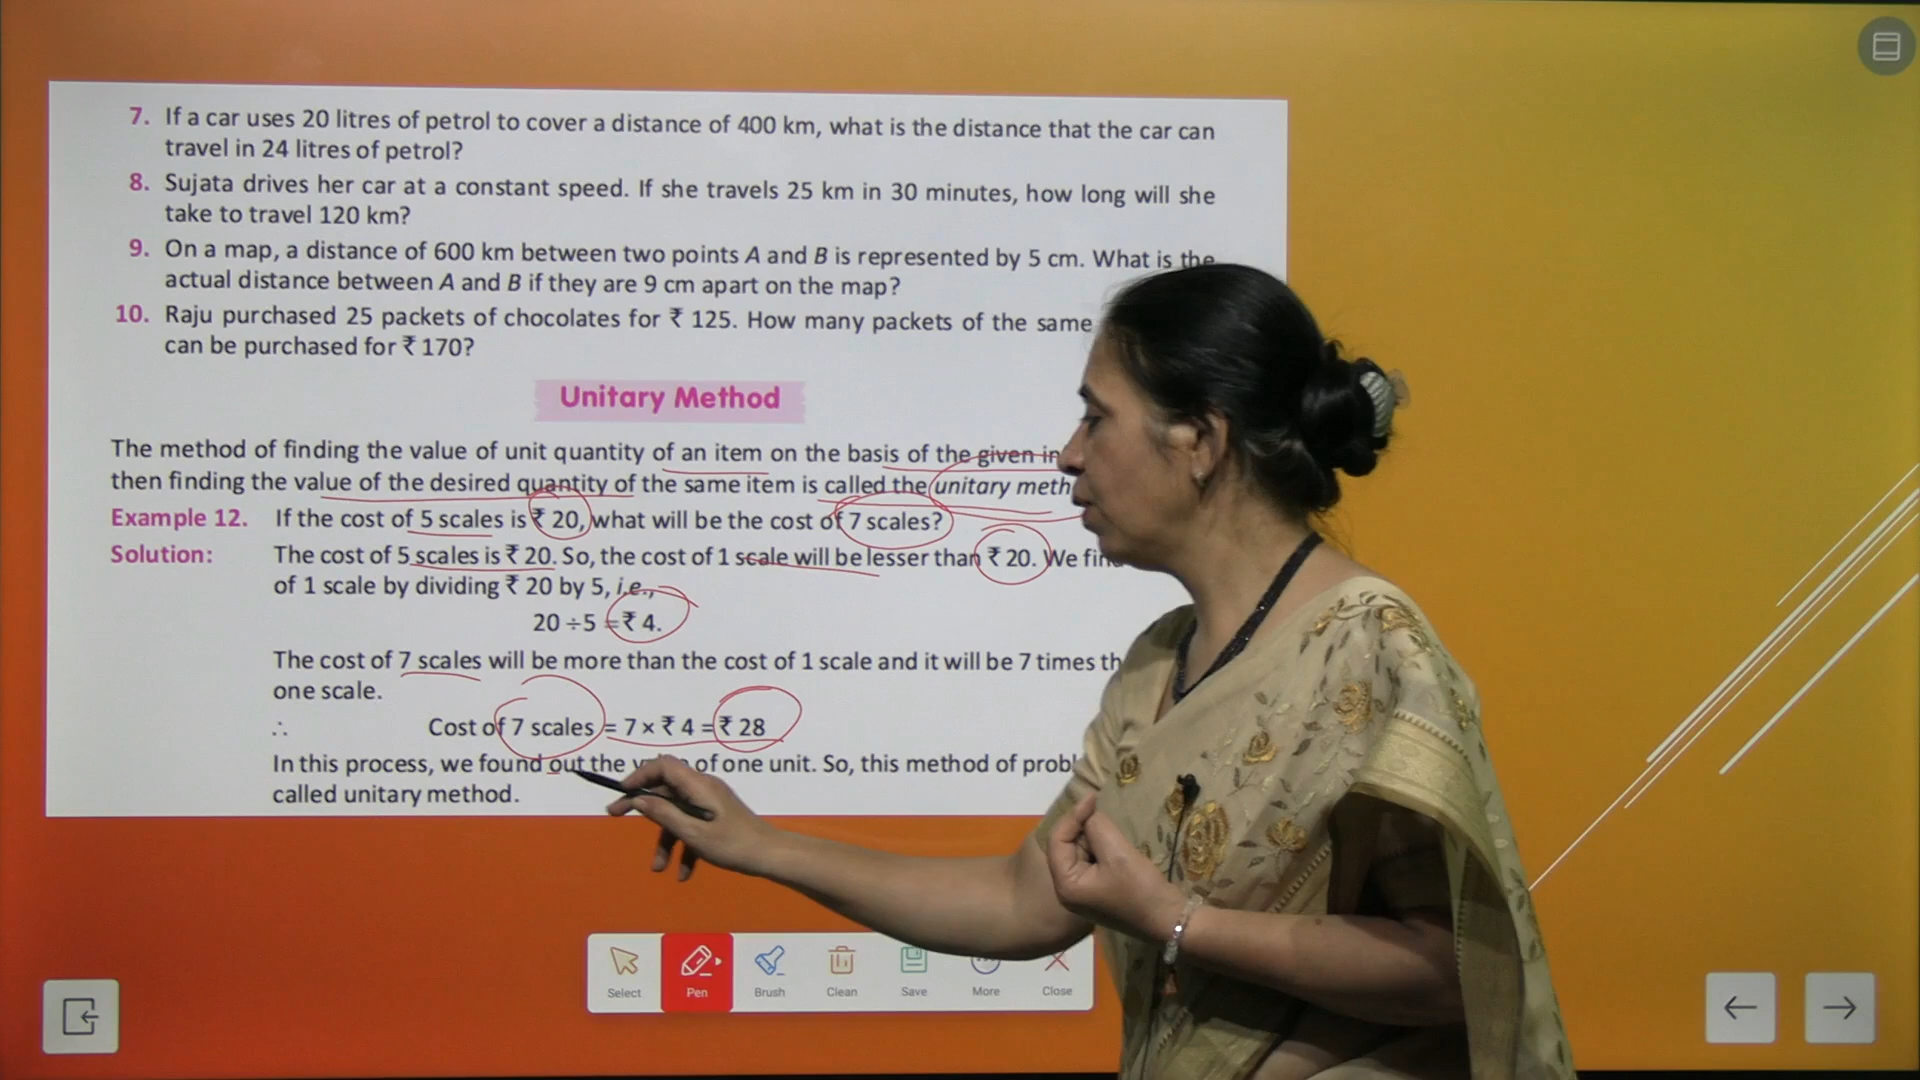 7. If a car uses 20 litres of petrol to cover a distance of 400 km, what is the distance that the car can
travel in 24 litres of petrol?
8. Sujata drives her car at a constant speed. If she travels 25 km in 30 minutes, how long will she
take to travel 120 km?
9. On a map, a distance of 600 km between two points A and B is represented by 5 cm. What is the
actual distance between A and B if they are 9 cm apart on the map?
10. Raju purchased 25 packets of chocolates for ₹ 125. How many packets of the same
can be purchased for ₹ 170?
Unitary Method
The method of finding the value of unit quantity of an item on the basis of the given
then finding the value of the desired quantity of the same item is called the unitary
Example 12. If the cost of 5 scales is ₹ 20, what will be the cost of 7 scales?
Solution: The cost of 5 scales is ₹ 20. So, the cost of 1 scale will be lesser than ₹ 20. We
of 1 scale by dividing ₹ 20 by 5, i.e.,
20 ÷ 5 = ₹ 4.
The cost of 7 scales will be more than the cost of 1 scale and it will be 7 times
one scale.
∴ Cost of 7 scales = 7 × ₹ 4 = ₹ 28
In this process, we found out the of one unit. So, this method of
called unitary method.
Select Pen Brush Clean Save More Close